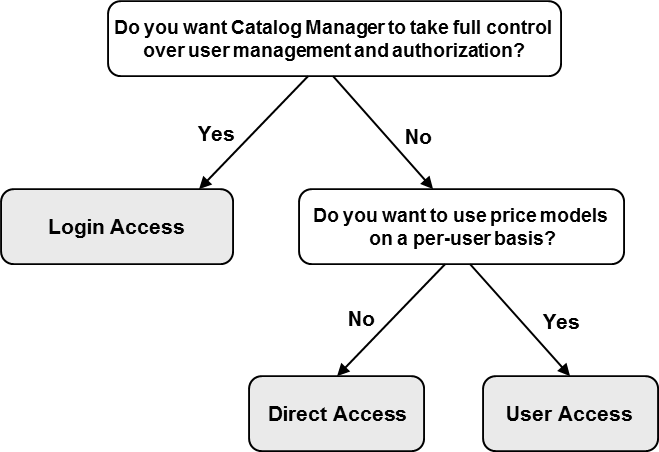 Do you want Catalog Manager to take full control
over user management and authorization?
Yes
No
Login Access
Do you want to use price models
on a per-user basis?
No
Yes
Direct Access
User Access